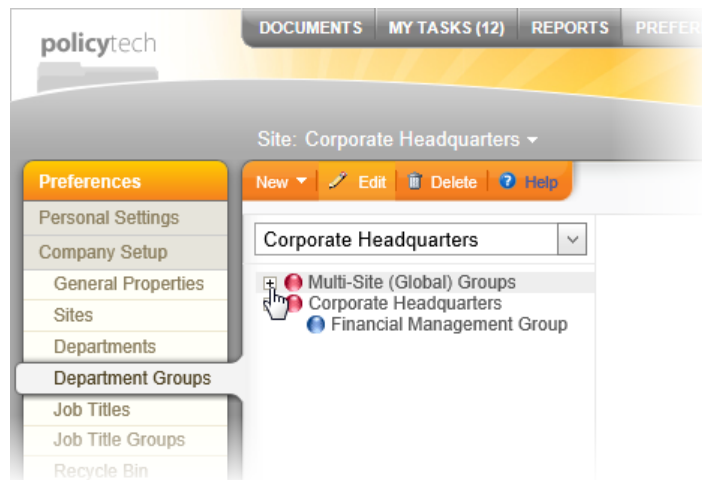 policytech
DOCUMENTS MY TASKS (12) REPORTS PREFER
Site: Corporate Headquarters
Preferences
New Edit Delete Help
Personal Settings
Company Setup
General Properties
Sites
Departments
Department Groups
Job Titles
Job Title Groups
Recycle Bin
Corporate Headquarters
Multi-Site (Global) Groups
Corporate Headquarters
Financial Management Group